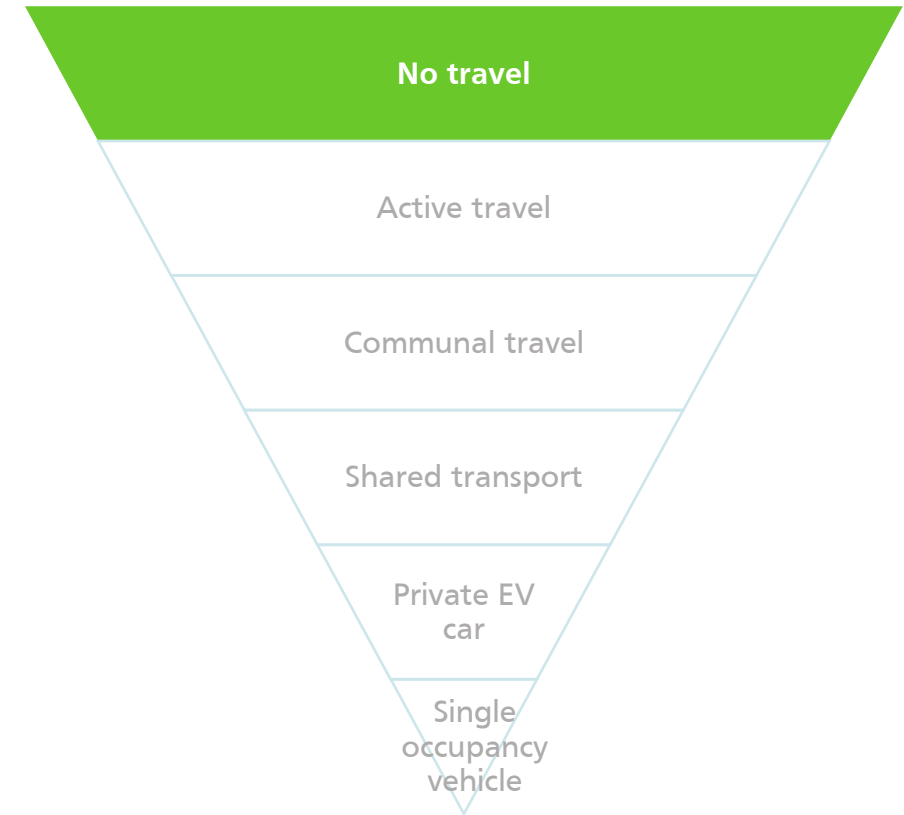 No travel
Active travel
Communal travel
Shared transport
Private EV
car
Single
occupancy
vehicle